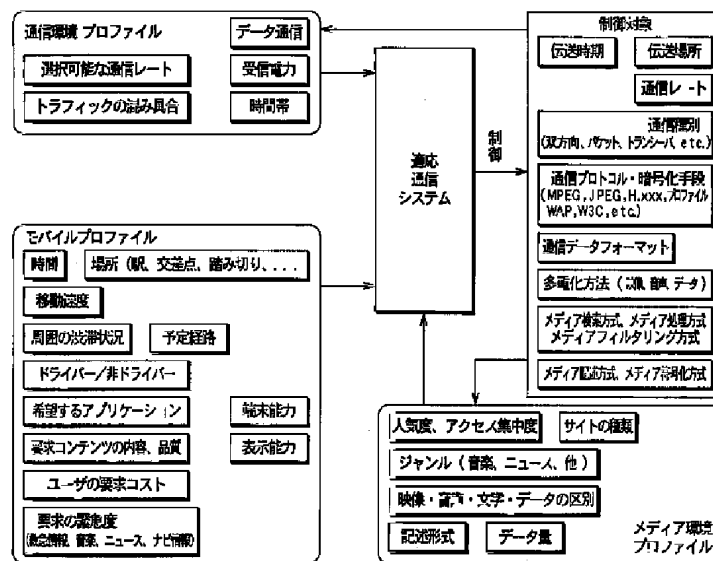 通信環境 プロファイル
データ通信
選択可能な通信レート
受信電力
トラフィックの混み具合
時間帯
モバイルプロファイル
時間
場所（駅、交差点、踏み切り、...
移動速度
周囲の渋滞状況
予定経路
ドライバー／非ドライバー
希望するアプリケーション
端末能力
要求コンテンツの内容、品質
表示能力
ユーザの要求コスト
要求の緊急度
(救急情報、音楽、ニュース、ナビ情報)
適応
通信
システム
制御
制御対象
伝送時期
伝送場所
通信レート
通信種別
(双方向、パケット、トランシーバ、etc.)
通信プロトコル・暗号化手段
(MPEG,JPEG,H.xxx,プロファイル
WAP,W3C,etc.)
通信データフォーマット
多重化方法（映像、音声、データ）
メディア検索方式、メディア処理方式
メディアフィルタリング方式
メディア記述方式、メディア符号化方式
人気度、アクセス集中度
サイトの種類
ジャンル（音楽、ニュース、他）
映像・音声・文字・データの区別
記述形式
データ量
メディア環境
プロファイル